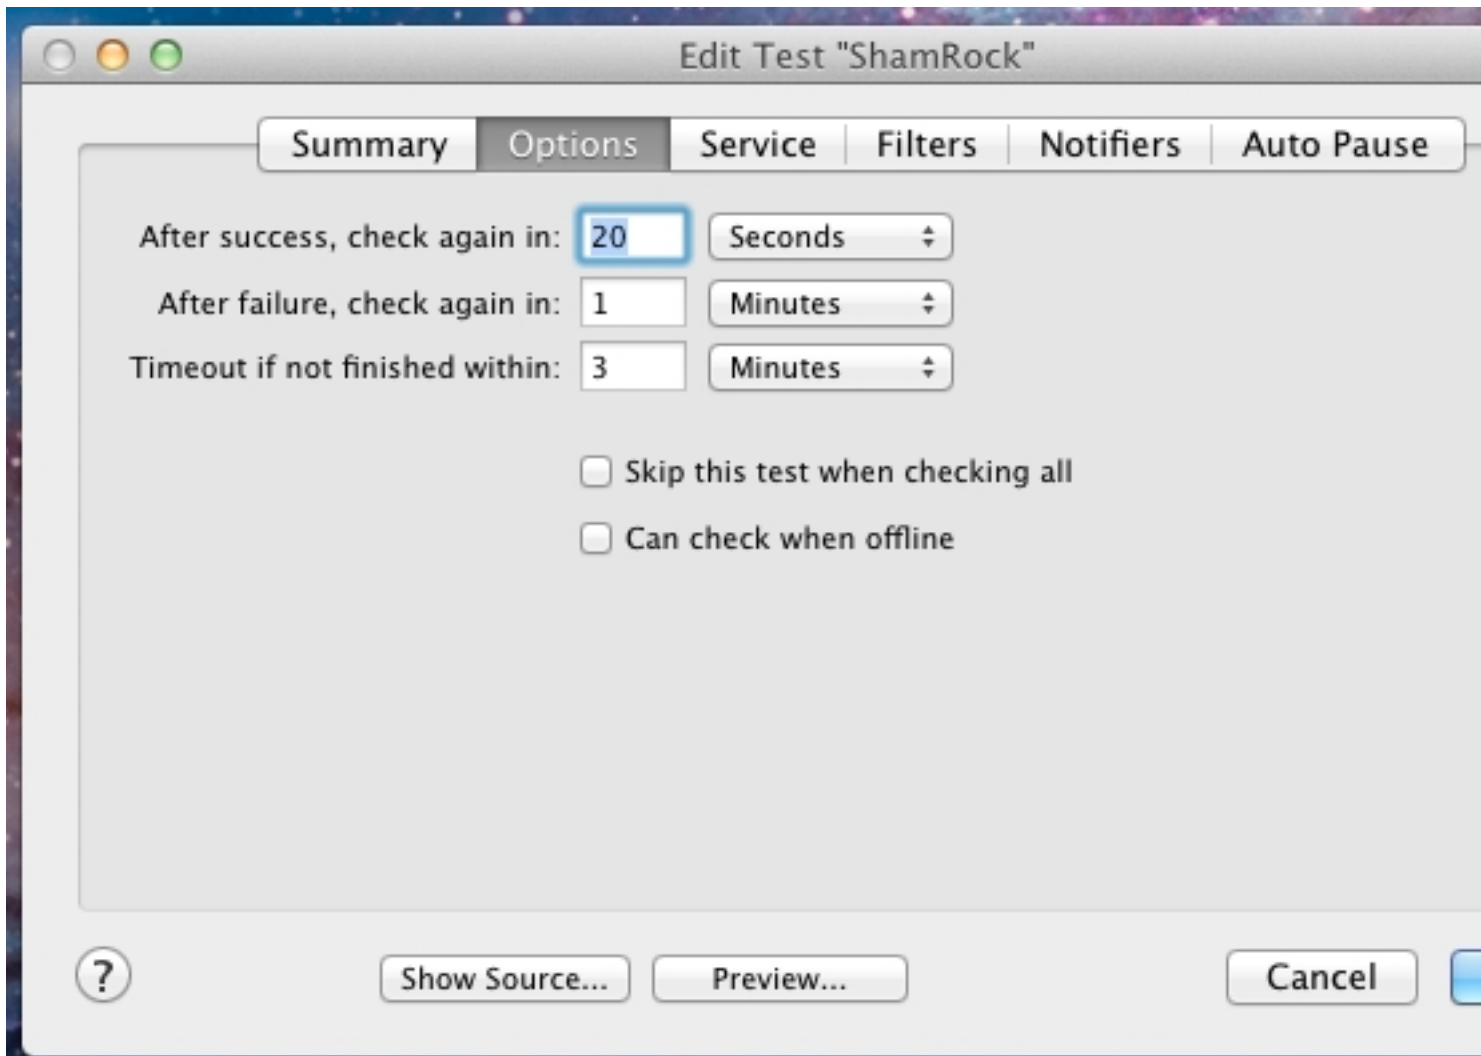 Edit Test "ShamRock"
Summary Options Service Filters Notifiers Auto Pause
After success, check again in: 20 Seconds
After failure, check again in: 1 Minutes
Timeout if not finished within: 3 Minutes
Skip this test when checking all
Can check when offline
? Show Source... Preview... Cancel